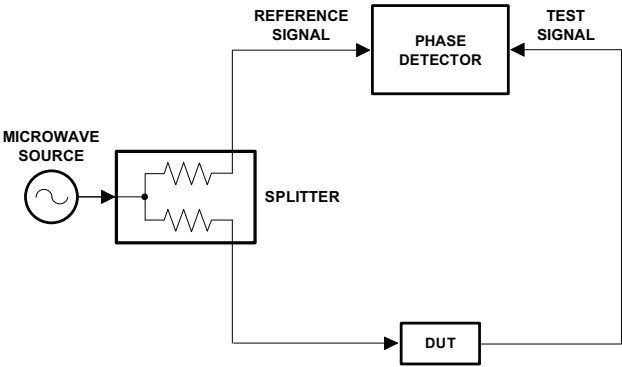 REFERENCE
SIGNAL
PHASE
DETECTOR
TEST
SIGNAL
MICROWAVE
SOURCE
SPLITTER
DUT